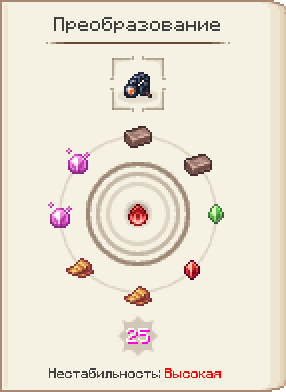 Преобразование
25
Нестабильность: Высокая